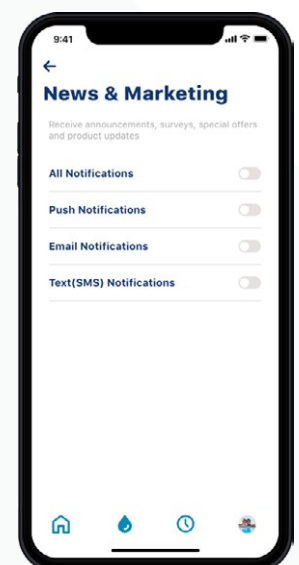 9:41
News & Marketing
Receive announcements, surveys, special offers
and product updates
All Notifications
Push Notifications
Email Notifications
Text(SMS) Notifications